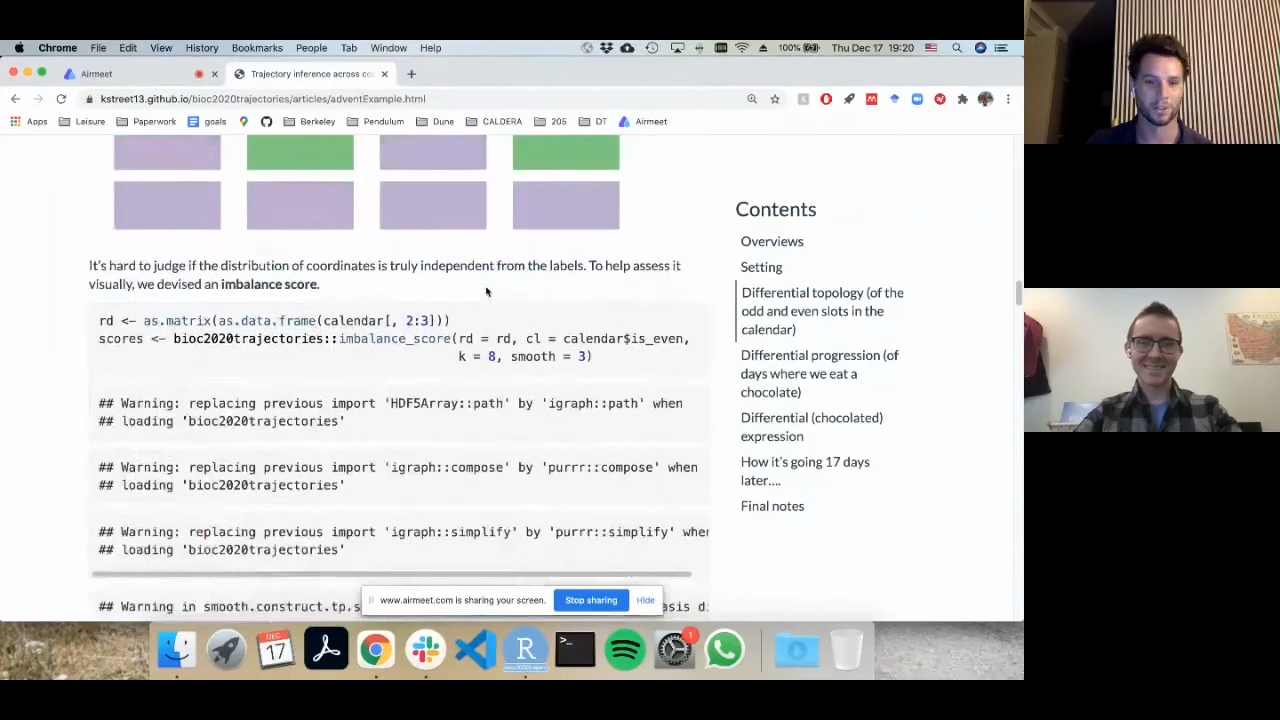 Chrome File Edit View History Bookmarks People Tab Window Help 100% Thu Dec 17 19:20
Airmeet Trajectory inference across co
kstreet13.github.io/bioc2020trajectories/articles/adventExample.html
Apps Leisure Paperwork goals Berkeley Pendulum Dune CALDERA 205 DT Airmeet
It's hard to judge if the distribution of coordinates is truly independent from the labels. To help assess it
visually, we devised an imbalance score.
rd <- as.matrix(as.data.frame(calendar[, 2:3]))
scores <- bioc2020trajectories::imbalance_score(rd = rd, cl = calendar$is_even,
k = 8, smooth = 3)
## Warning: replacing previous import 'HDF5Array::path' by 'igraph::path' when
## loading 'bioc2020trajectories'
## Warning: replacing previous import 'igraph::compose' by 'purrr::compose' when
## loading 'bioc2020trajectories'
## Warning: replacing previous import 'igraph::simplify' by 'purrr::simplify' when
## loading 'bioc2020trajectories'
## Warning in smooth.construct.tp.s
Contents
Overviews
Setting
Differential topology (of the
odd and even slots in the
calendar)
Differential progression (of
days where we eat a
chocolate)
Differential (chocolated)
expression
How it's going 17 days
later....
Final notes
www.airmeet.com is sharing your screen. Stop sharing Hide
DEC
17
R
1